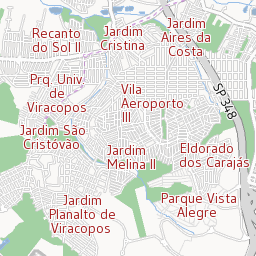 Recanto
do Sol II
Jardim
Cristina
Jardim
Aires da
Costa
Prq. Univ.
de
Viracopos
Vila
Aeroporto
III
SP 348
Jardim São
Cristóvão
Jardim
Melina II
Eldorado
dos Carajás
Jardim
Planalto de
Viracopos
Parque Vista
Alegre